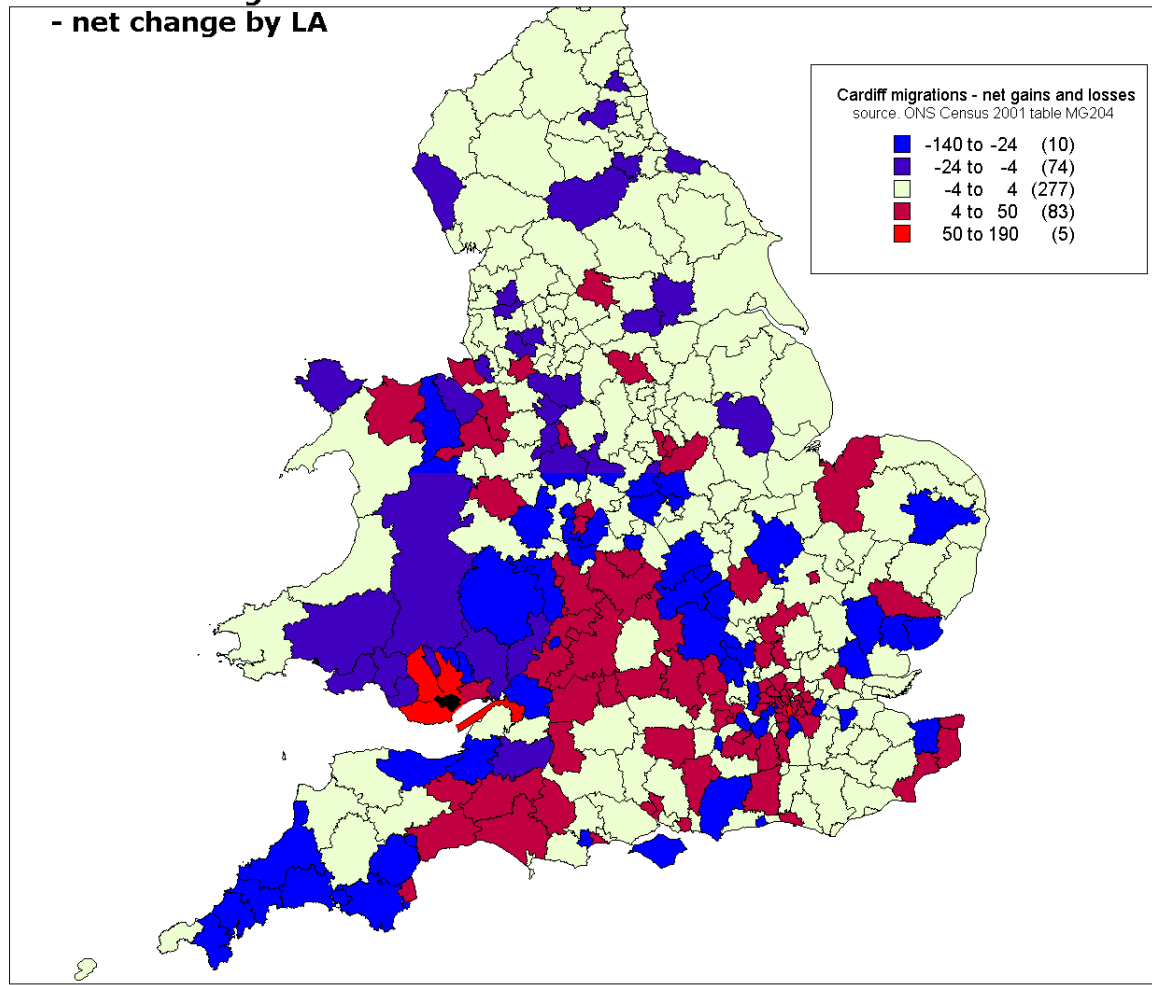 - net change by LA
Cardiff migrations - net gains and losses
source. ONS Census 2001 table MG204
-140 to -24 (10)
-24 to -4 (74)
-4 to 4 (277)
4 to 50 (83)
50 to 190 (5)